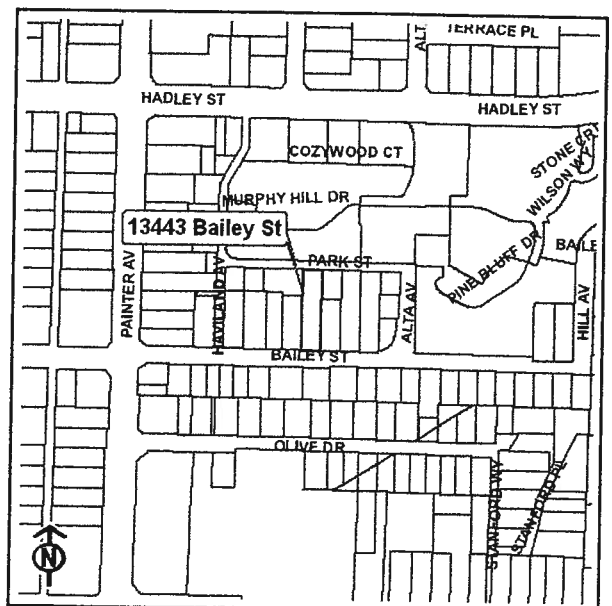 ALT
TERRACE PL
HADLEY ST
HADLEY ST
COZYWOOD CT
STONE CRE
WILSON WY
MURPHY HILL DR
13443 Bailey St
PARK ST
PINE BLUFF DR
BAILE
PAINTER AV
HAVILAND AV
ALTA AV
HILL AV
BAILEY ST
OLIVE DR
STANFORD WY
STANFORD PL
N